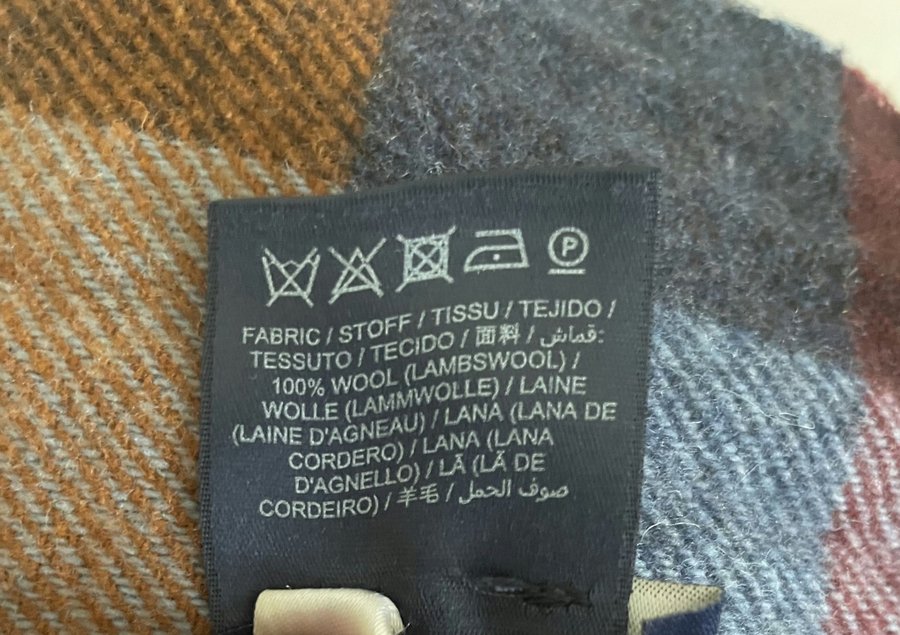 P
FABRIC / STOFF / TISSU / TEJIDO /
TESSUTO / TECIDO / 面料 / قماش:
100% WOOL (LAMBSWOOL) /
WOLLE (LAMMWOLLE) / LAINE
(LAINE D'AGNEAU) / LANA (LANA DE
CORDERO) / LANA (LANA
D'AGNELLO) / LÃ (LÃ DE
CORDEIRO) / 羊毛 / صوف الحمل